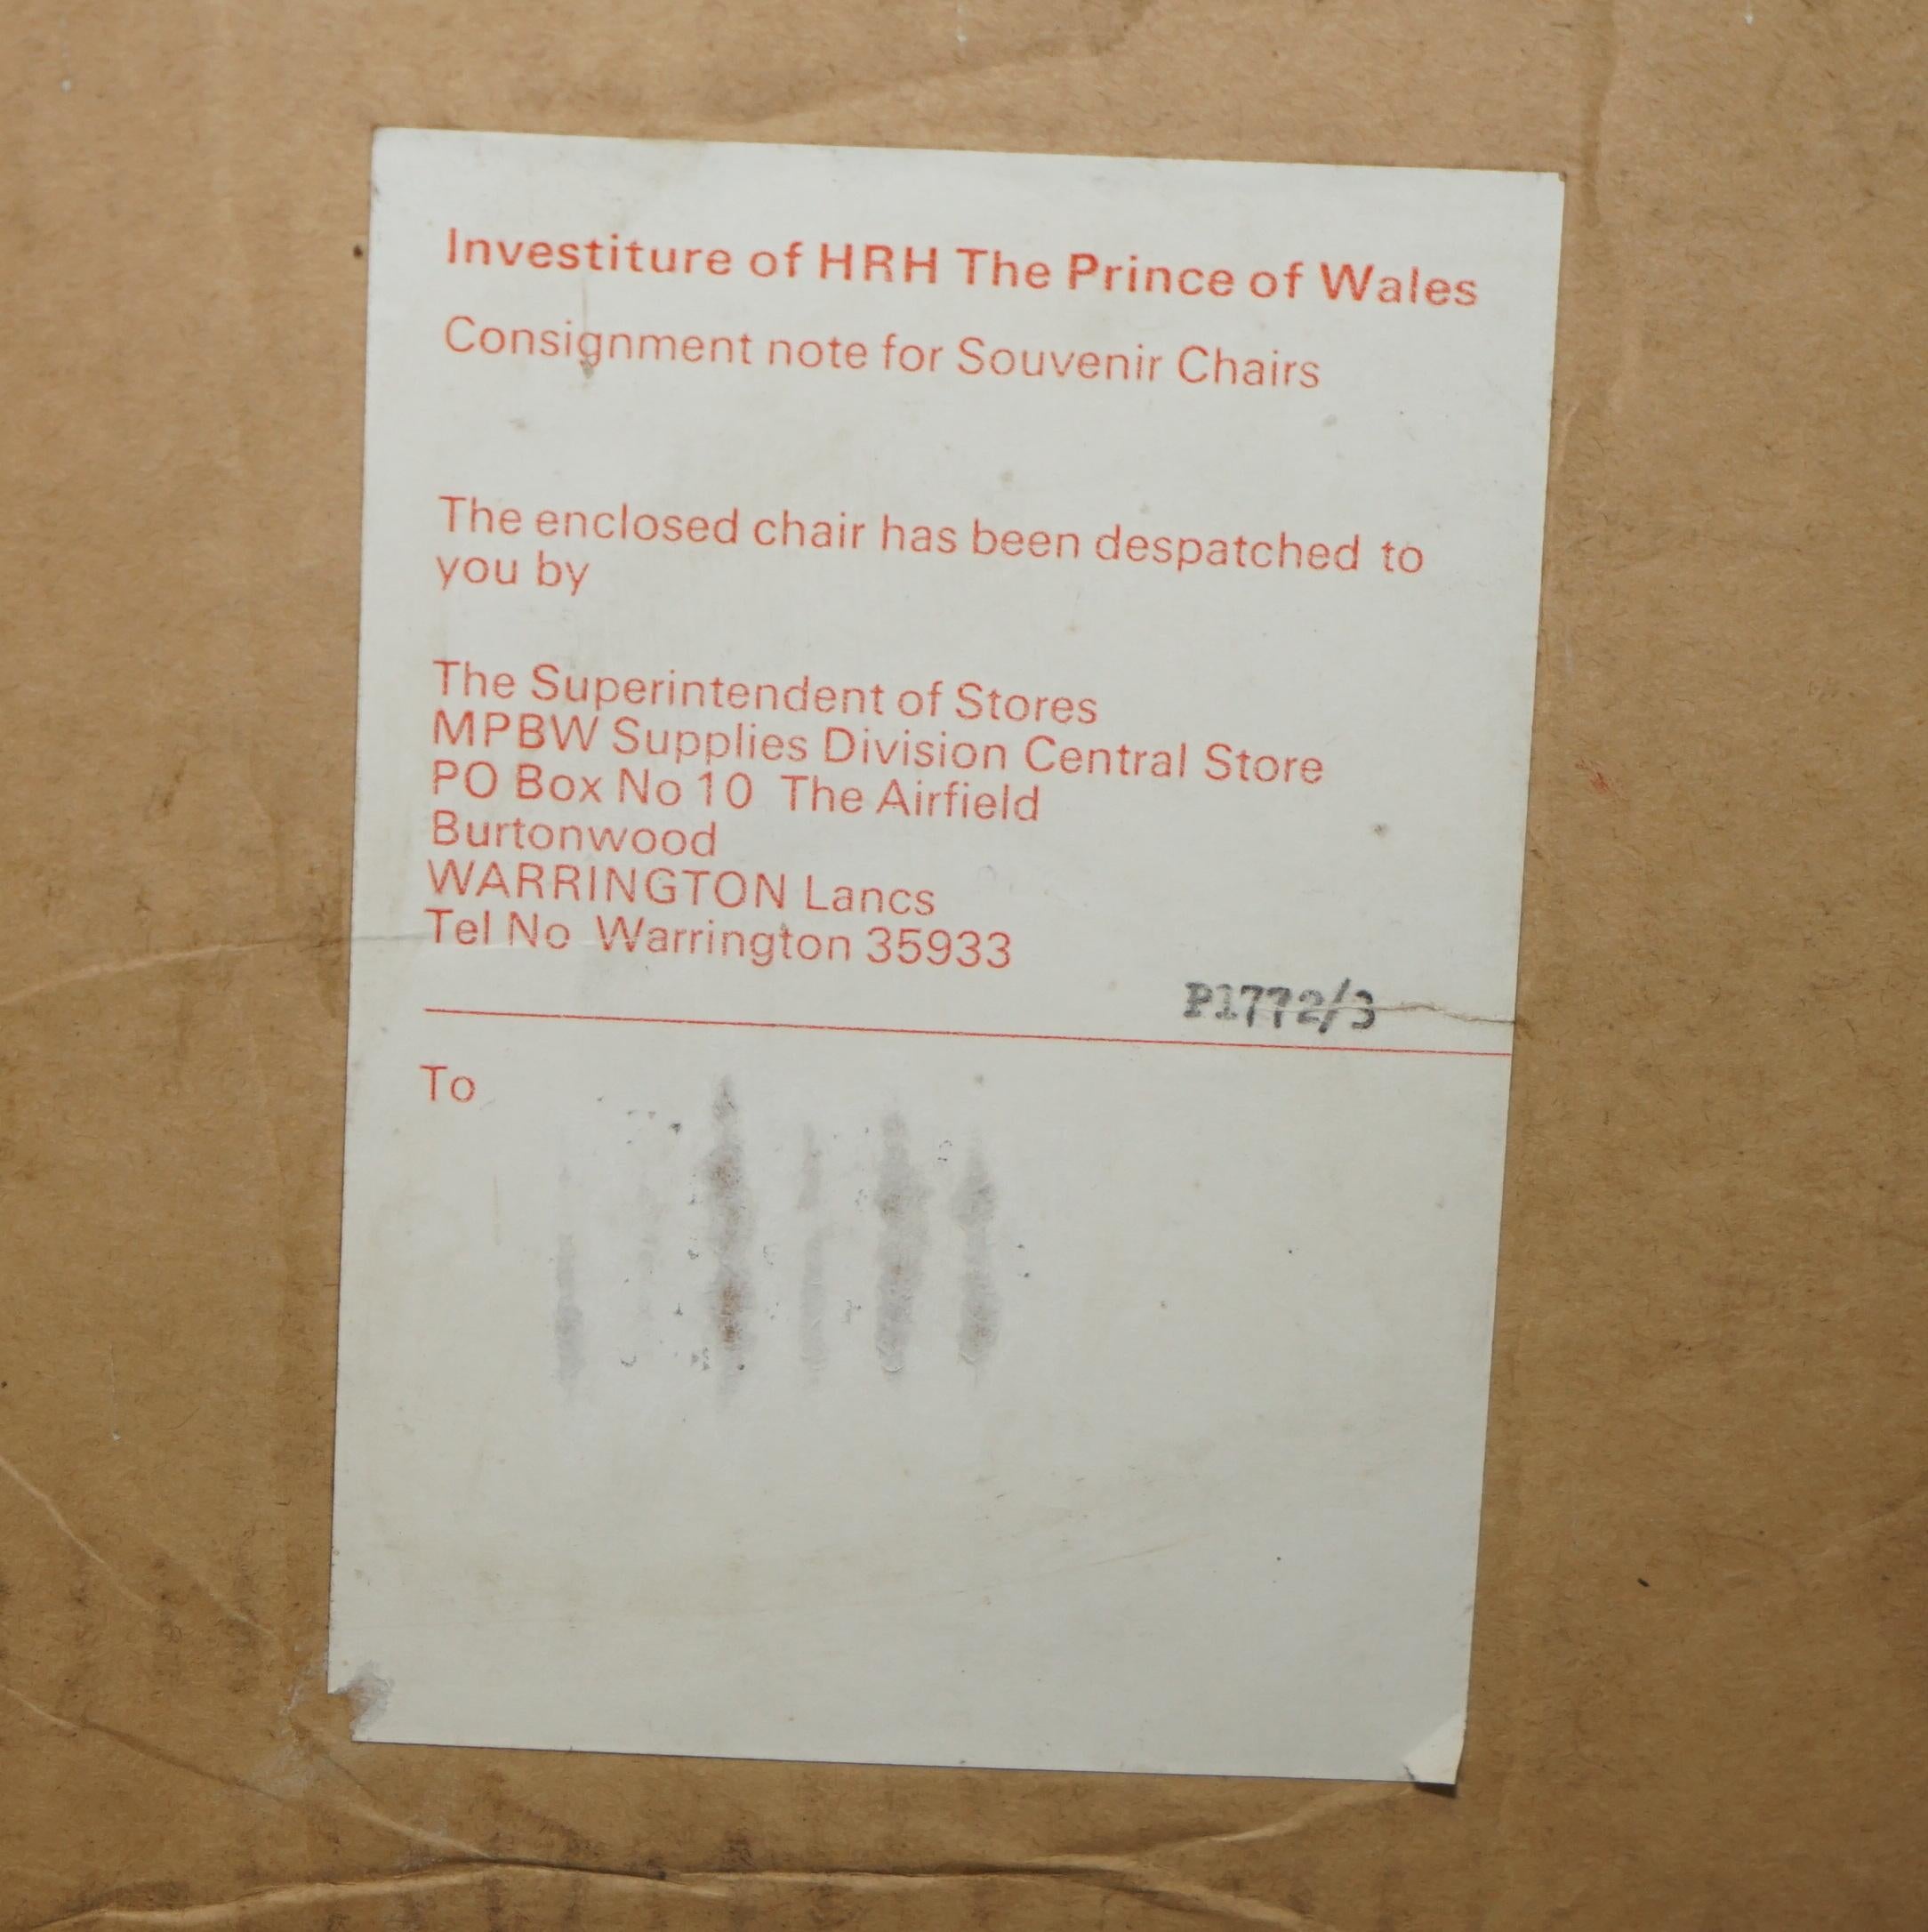 Investiture of HRH The Prince of Wales
Consignment note for Souvenir Chairs
The enclosed chair has been despatched to
you by
The Superintendent of Stores
MPBW Supplies Division Central Store
PO Box No 10 The Airfield
Burtonwood
WARRINGTON Lancs
Tel No Warrington 35933
P1772/3
To